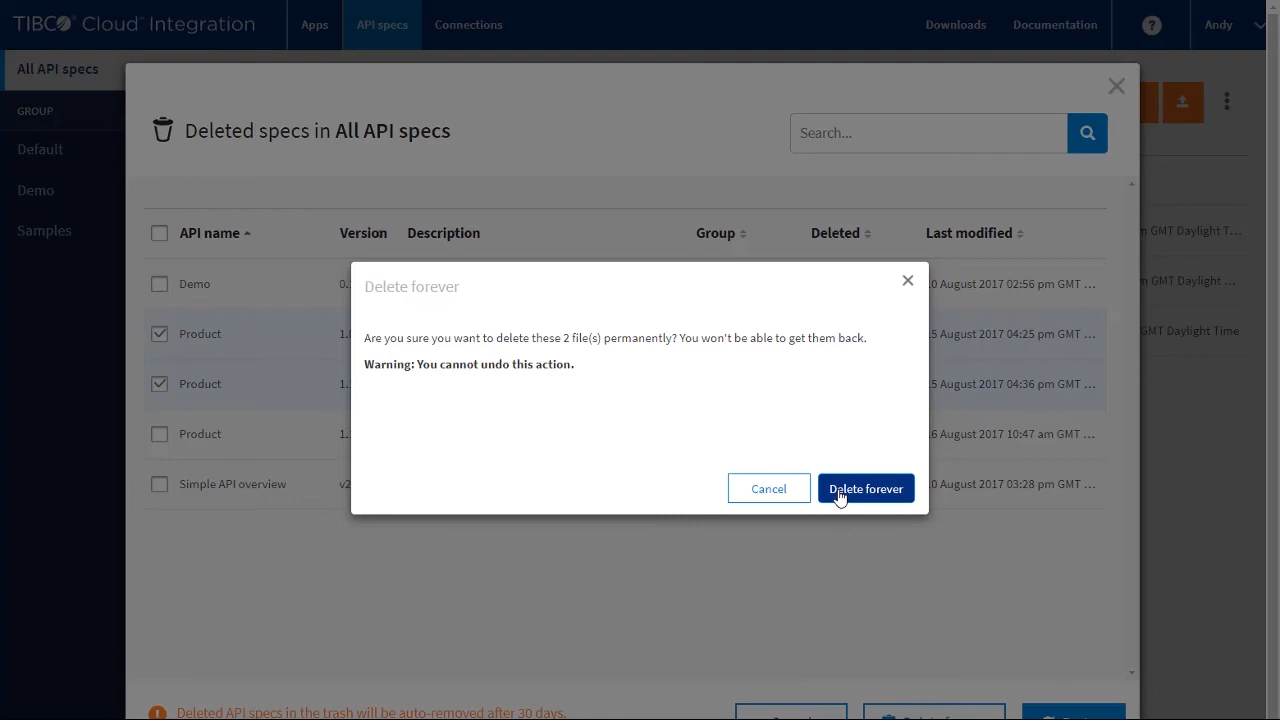 TIBCO Cloud™ Integration
Apps
API specs
Connections
Downloads
Documentation
?
Andy
All API specs
GROUP
Default
Demo
Samples
Deleted specs in All API specs
Search...
API name
Version
Description
Group
Deleted
Last modified
Demo
0 August 2017 02:56 pm GMT ...
Product
5 August 2017 04:25 pm GMT ...
Product
5 August 2017 04:36 pm GMT ...
Product
6 August 2017 10:47 am GMT ...
Simple API overview
0 August 2017 03:28 pm GMT ...
GMT Daylight T...
GMT Daylight ...
GMT Daylight Time
Delete forever
Are you sure you want to delete these 2 file(s) permanently? You won't be able to get them back.
Warning: You cannot undo this action.
Cancel
Delete forever
Deleted API specs in the trash will be auto-removed after 30 days.